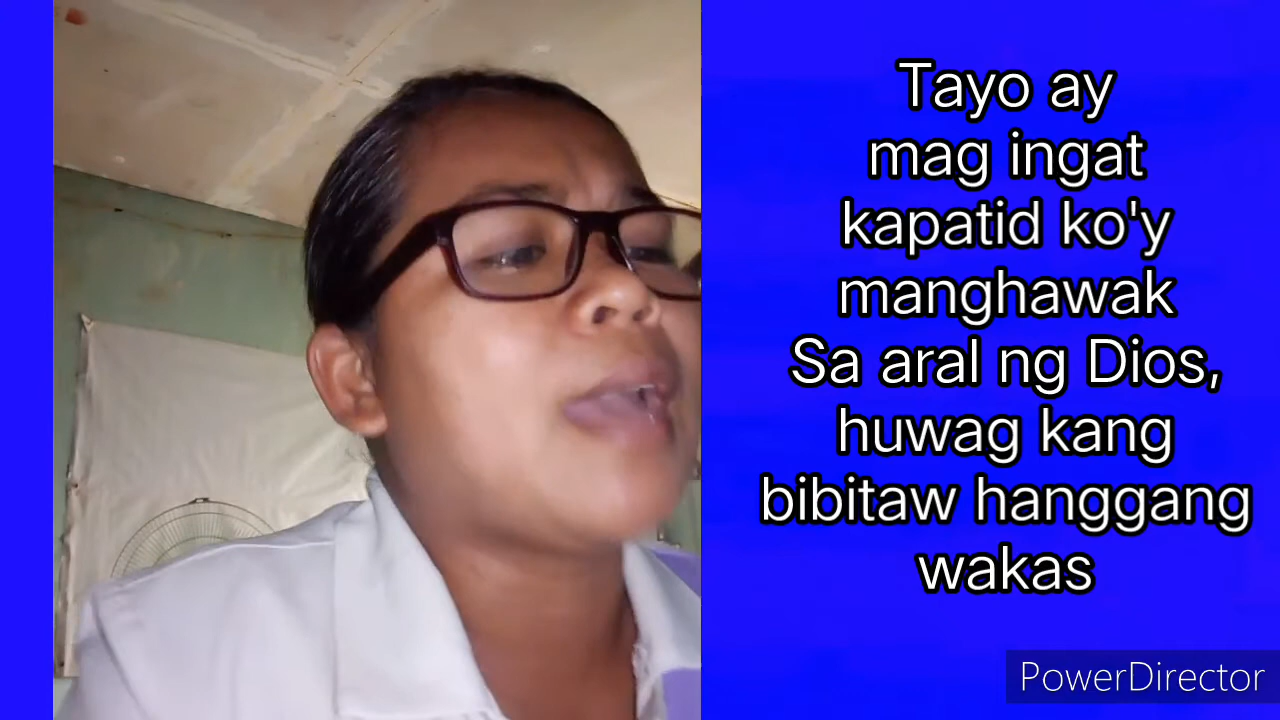 Tayo ay
mag ingat
kapatid ko'y
manghawak
Sa aral ng Dios,
huwag kang
bibitaw hanggang
wakas
PowerDirector